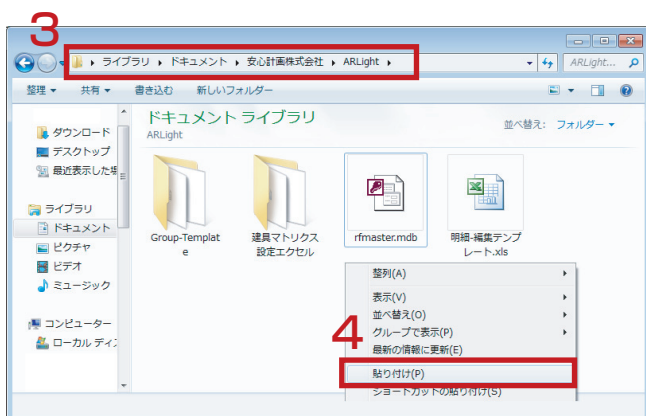 3
ライブラリ ▸ ドキュメント ▸ 安心計画株式会社 ▸ ARLight ▸
ARLight...
整理 ▼ 共有 ▼ 書き込む 新しいフォルダー
ドキュメント ライブラリ
ARLight
並べ替え: フォルダー ▼
ダウンロード
デスクトップ
最近表示した場
ライブラリ
ドキュメント
ピクチャ
ビデオ
ミュージック
コンピューター
ローカル ディ
Group-Templat
e
建具マトリクス
設定エクセル
rfmaster.mdb
明細-編集テンプ
レート.xls
4
整列(A)
表示(V)
並べ替え(O)
グループで表示(P)
最新の情報に更新(E)
貼り付け(P)
ショートカットの貼り付け(S)